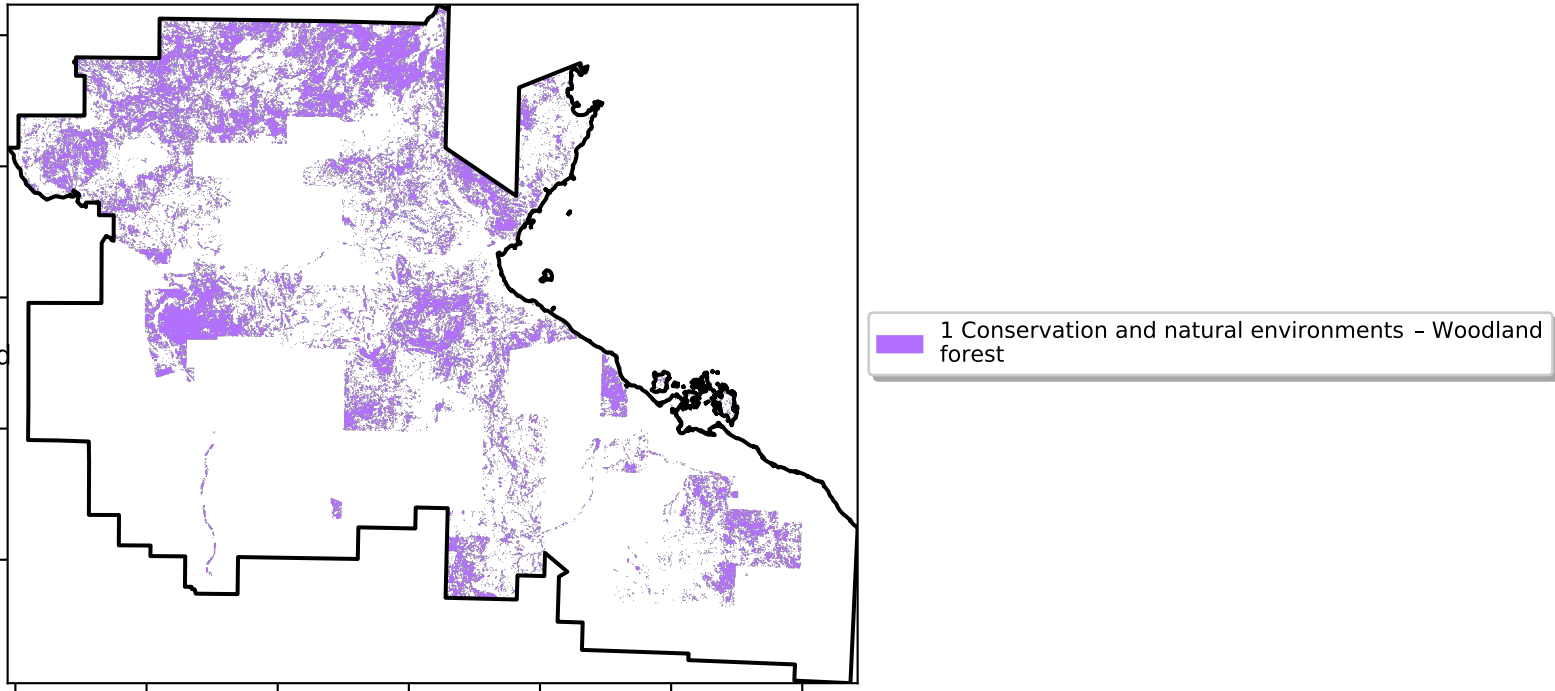 1 Conservation and natural environments – Woodland
forest